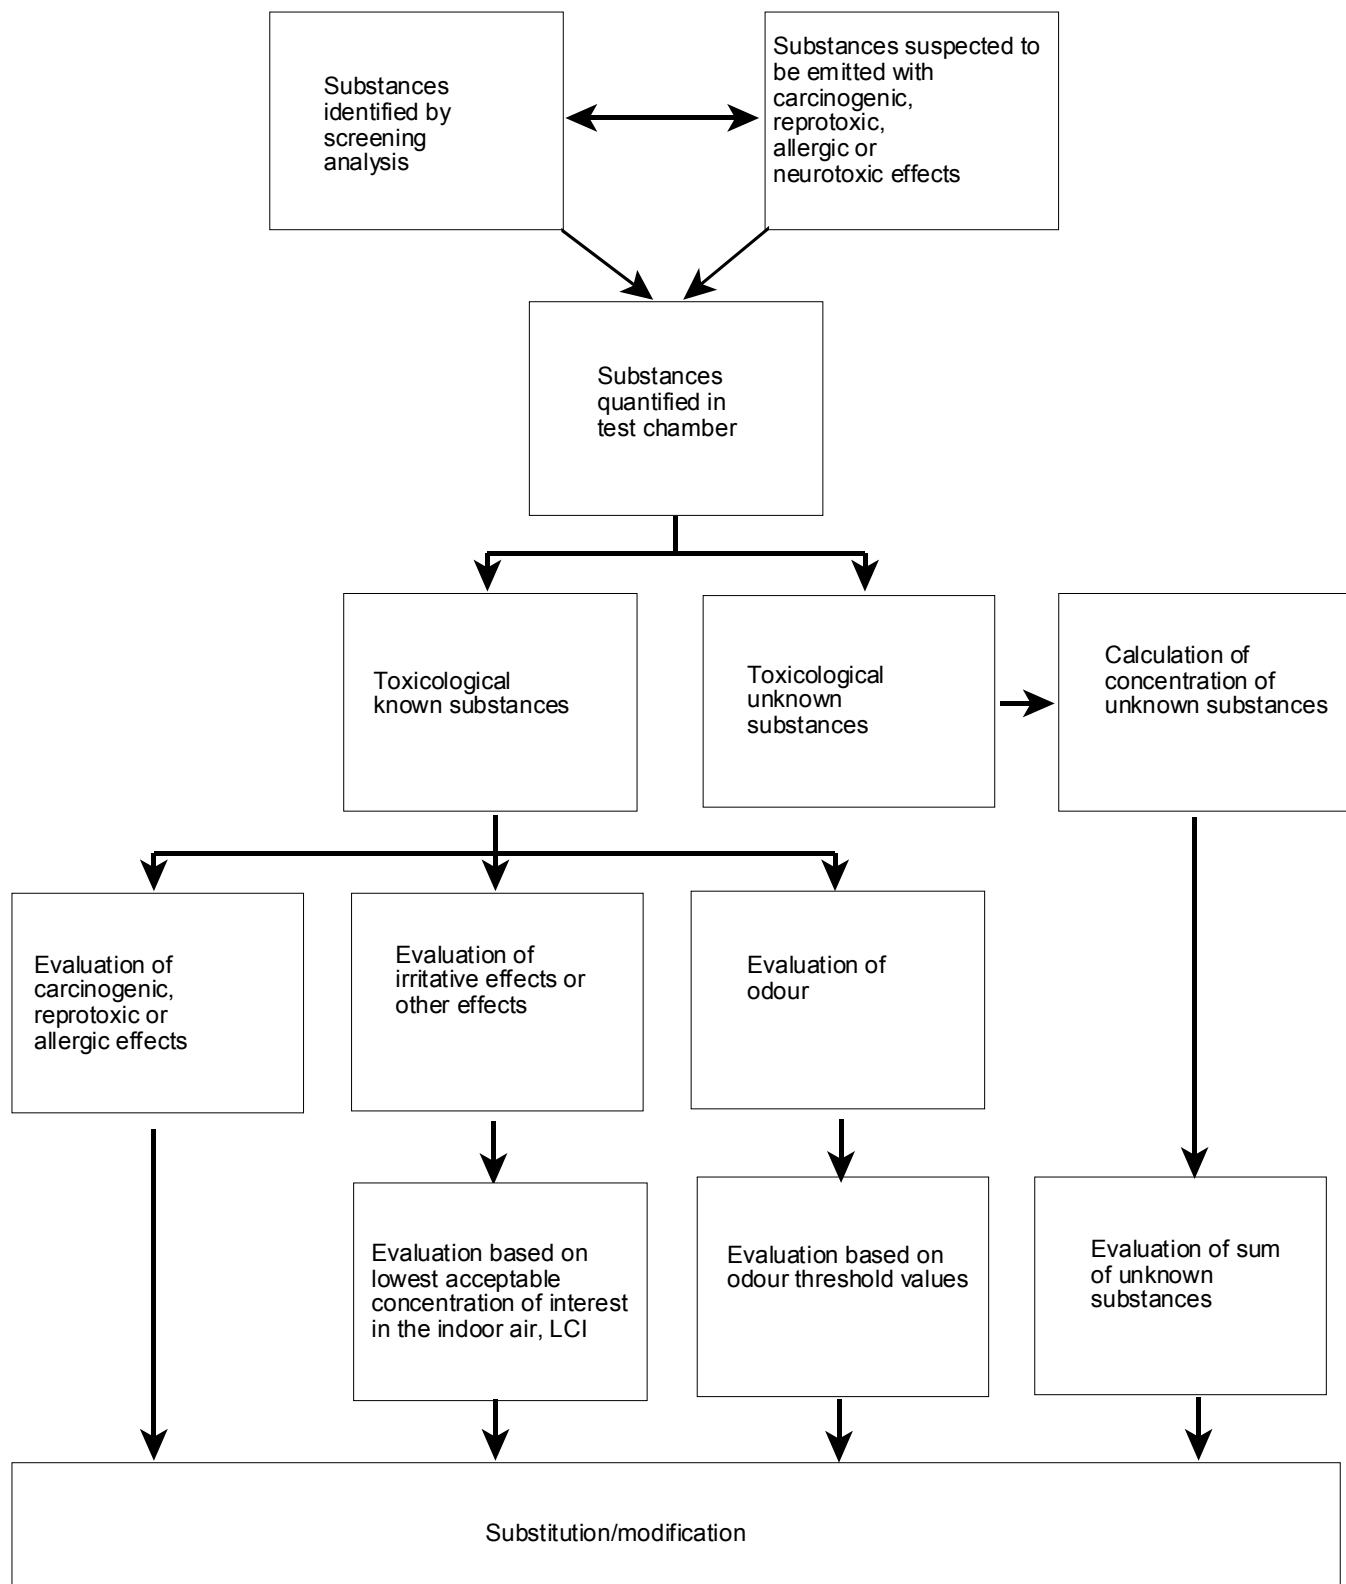 Substances
identified by
screening
analysis
Substances suspected to
be emitted with
carcinogenic,
reprotoxic,
allergic or
neurotoxic effects
Substances
quantified in
test chamber
Toxicological
known substances
Toxicological
unknown
substances
Calculation of
concentration of
unknown substances
Evaluation of
carcinogenic,
reprotoxic or
allergic effects
Evaluation of
irritative effects or
other effects
Evaluation of
odour
Evaluation based on
lowest acceptable
concentration of interest
in the indoor air, LCI
Evaluation based on
odour threshold values
Evaluation of sum
of unknown
substances
Substitution/modification